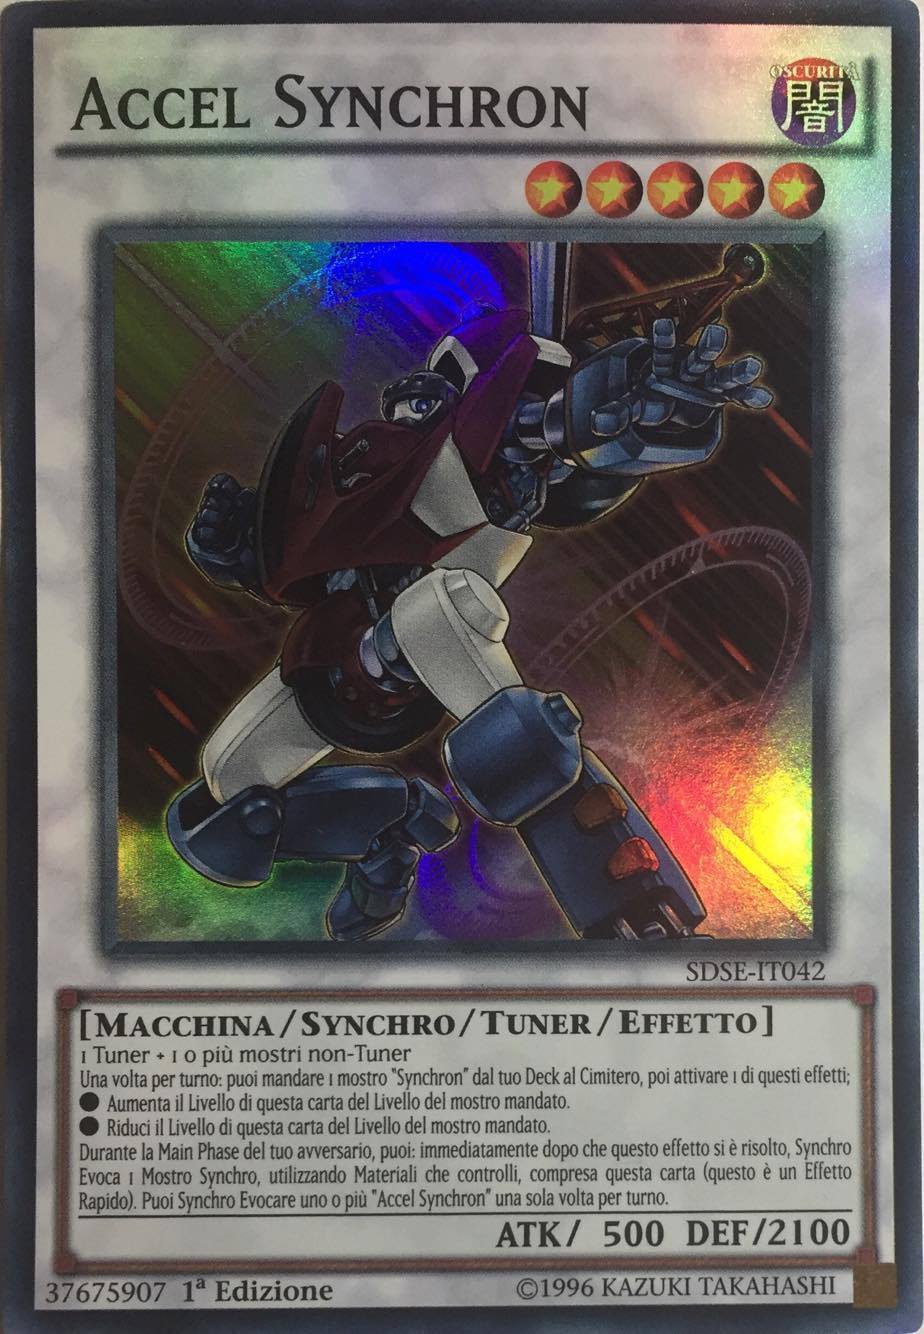 ACCEL SYNCHRON
OSCURITÀ
闇
SDSE-IT042
[MACCHINA/SYNCHRO/TUNER/EFFETTO]
1 Tuner + 1 o più mostri non-Tuner
Una volta per turno: puoi mandare 1 mostro "Synchron" dal tuo Deck al Cimitero, poi attivare 1 di questi effetti;
● Aumenta il Livello di questa carta del Livello del mostro mandato.
● Riduci il Livello di questa carta del Livello del mostro mandato.
Durante la Main Phase del tuo avversario, puoi: immediatamente dopo che questo effetto si è risolto, Synchro
Evoca 1 Mostro Synchro, utilizzando Materiali che controlli, compresa questa carta (questo è un Effetto
Rapido). Puoi Synchro Evocare uno o più "Accel Synchron" una sola volta per turno.
ATK/ 500 DEF/2100
37675907 1ª Edizione
©1996 KAZUKI TAKAHASHI